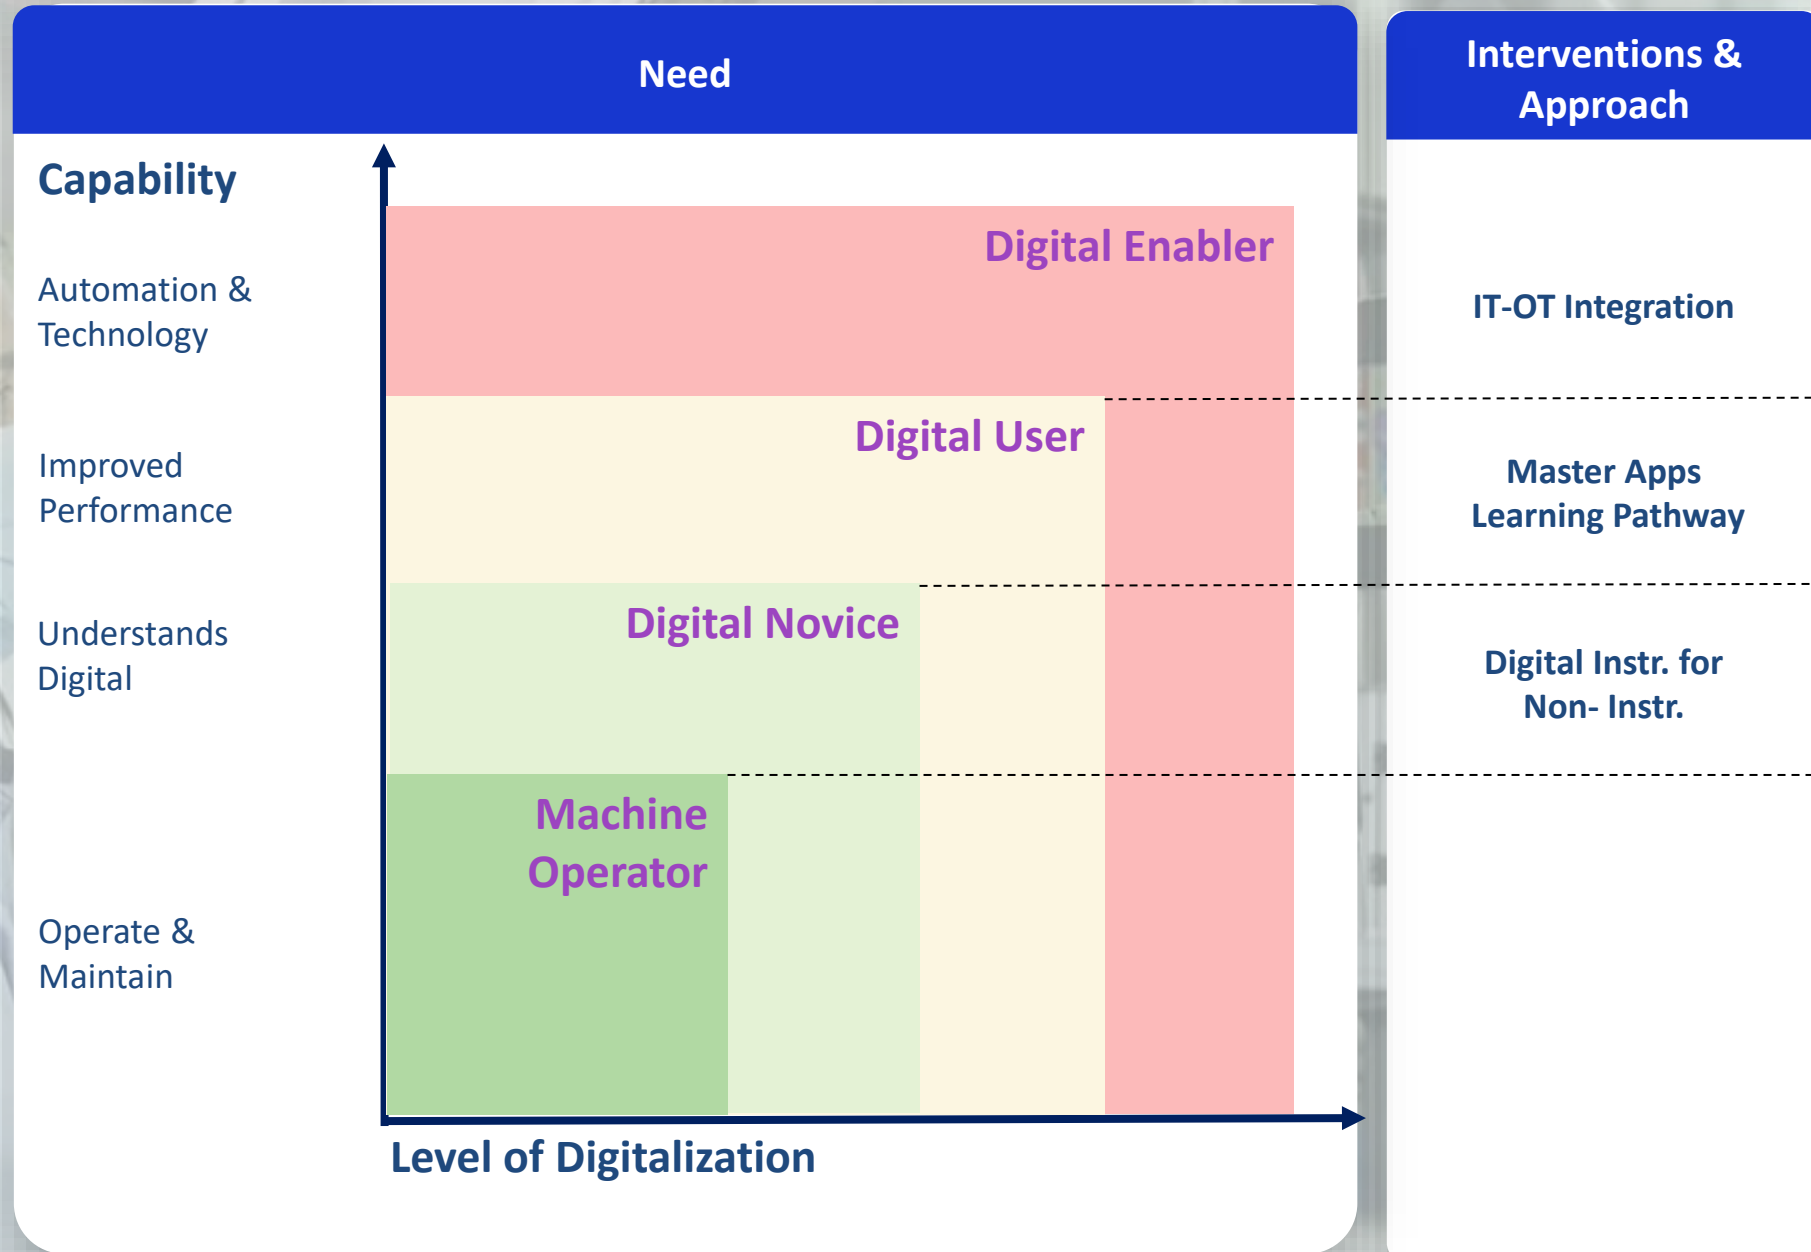 Need
Interventions &
Approach
Capability
Automation &
Technology
Improved
Performance
Understands
Digital
Operate &
Maintain
Digital Enabler
Digital User
Digital Novice
Machine
Operator
Level of Digitalization
IT-OT Integration
Master Apps
Learning Pathway
Digital Instr. for
Non- Instr.